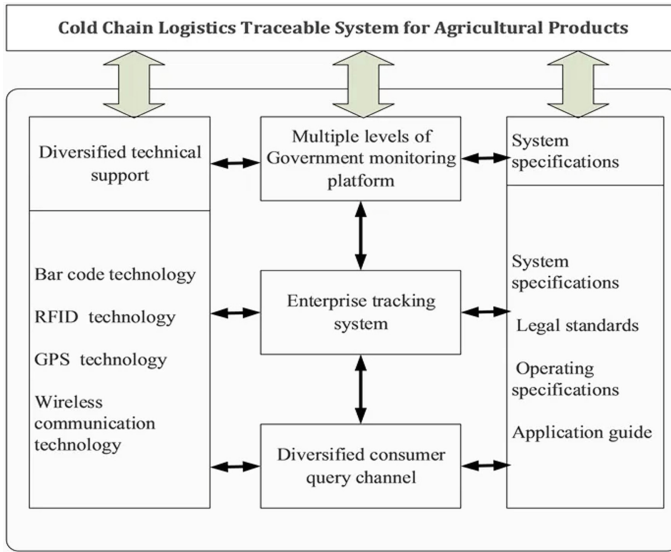 Cold Chain Logistics Traceable System for Agricultural Products
Diversified technical
support
Bar code technology
RFID technology
GPS technology
Wireless
communication
technology
Multiple levels of
Government monitoring
platform
Enterprise tracking
system
Diversified consumer
query channel
System
specifications
System
specifications
Legal standards
Operating
specifications
Application guide